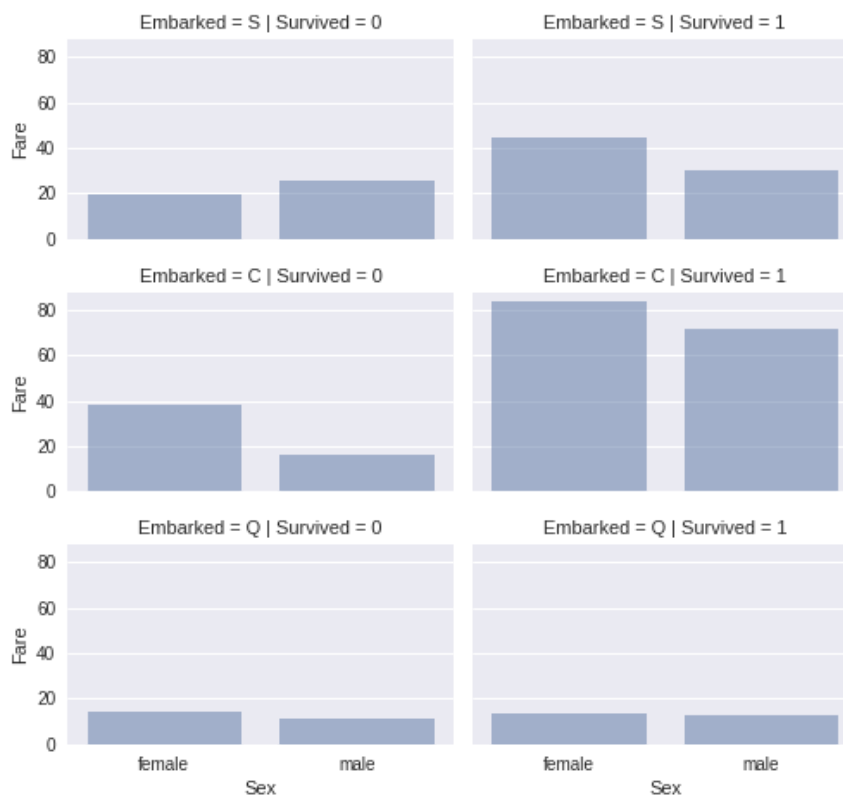 Embarked = S | Survived = 0
Embarked = S | Survived = 1
80
60
40
20
0
Fare
Embarked = C | Survived = 0
Embarked = C | Survived = 1
80
60
40
20
0
Fare
Embarked = Q | Survived = 0
Embarked = Q | Survived = 1
80
60
40
20
0
Fare
female male female male
Sex Sex